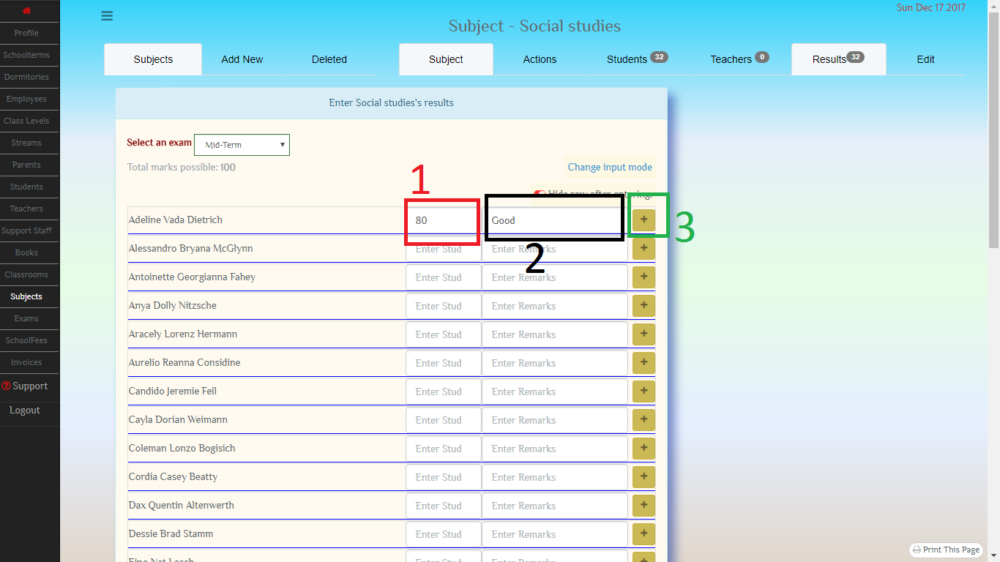 Sun Dec 17 2017
Subject - Social studies
Profile
Schoolterms
Dormitories
Employees
Class Levels
Streams
Parents
Students
Teachers
Support Staff
Books
Classrooms
Subjects
Exams
SchoolFees
Invoices
Support
Logout
Subjects Add New Deleted Subject Actions Students 32 Teachers 0 Results 32 Edit
Enter Social studies's results
Select an exam Mid-Term
Total marks possible: 100 Change input mode
1
Hide row after entering.
Adeline Vada Dietrich 80 Good + 3
2
Alessandro Bryana McGlynn Enter Stud Enter Remarks +
Antoinette Georgianna Fahey Enter Stud Enter Remarks +
Anya Dolly Nitzsche Enter Stud Enter Remarks +
Aracely Lorenz Hermann Enter Stud Enter Remarks +
Aurelio Reanna Considine Enter Stud Enter Remarks +
Candido Jeremie Feil Enter Stud Enter Remarks +
Cayla Dorian Weimann Enter Stud Enter Remarks +
Coleman Lonzo Bogisich Enter Stud Enter Remarks +
Cordia Casey Beatty Enter Stud Enter Remarks +
Dax Quentin Altenwerth Enter Stud Enter Remarks +
Dessie Brad Stamm Enter Stud Enter Remarks +
Print This Page